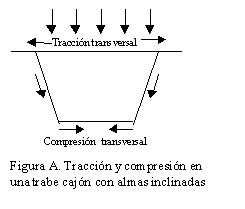 Tracción transversal
Compresión transversal
Figura A. Tracción y compresión en
una trabe cajón con almas inclinadas